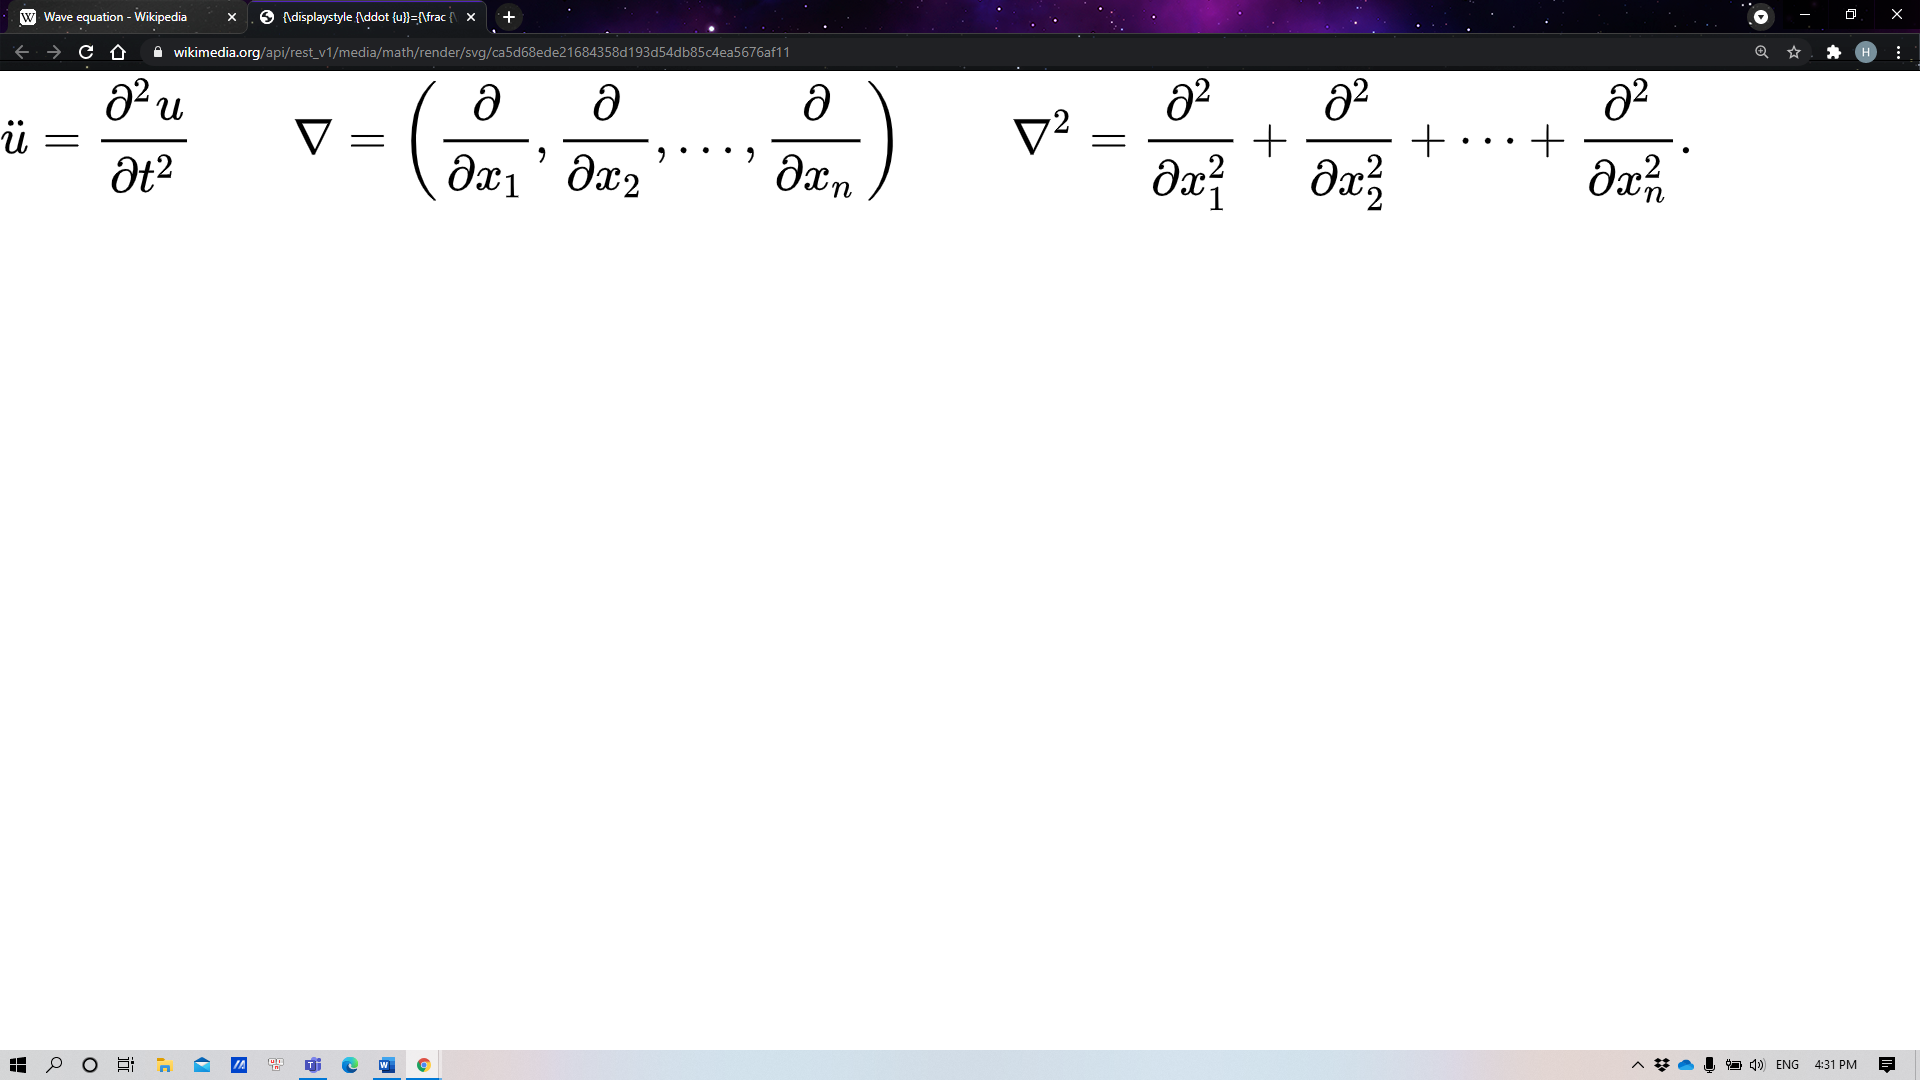 Wave equation - Wikipedia
{\displaystyle {\ddot {u}}={\frac {\
wikimedia.org/api/rest_v1/media/math/render/svg/ca5d68ede21684358d193d54db85c4ea5676af11
H
ü = ∂²u/∂t²   ∇ = (∂/∂x₁, ∂/∂x₂, . . . , ∂/∂xₙ)   ∇² = ∂²/∂x₁² + ∂²/∂x₂² + · · · + ∂²/∂xₙ².
ENG 4:31 PM